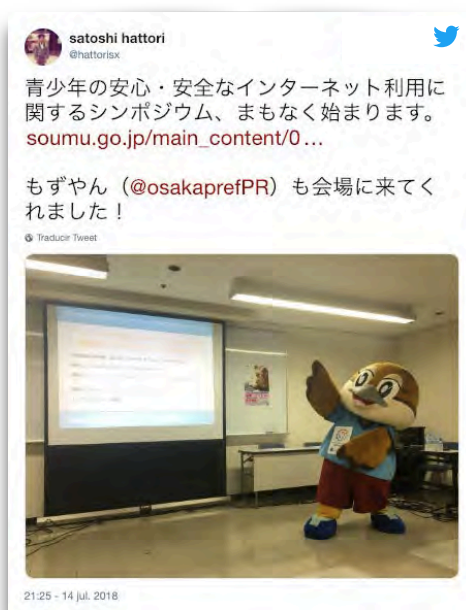 satoshi hattori
@hattorisx
青少年の安心・安全なインターネット利用に
関するシンポジウム、まもなく始まります。
soumu.go.jp/main_content/0...
もずやん（@osakaprefPR）も会場に来てく
れました！
Traducir Tweet
21:25 - 14 jul. 2018